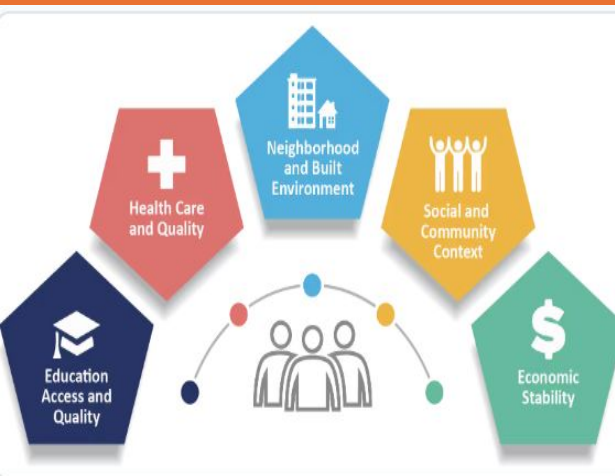 Education
Access and
Quality
Health Care
and Quality
Neighborhood
and Built
Environment
Social and
Community
Context
$
Economic
Stability